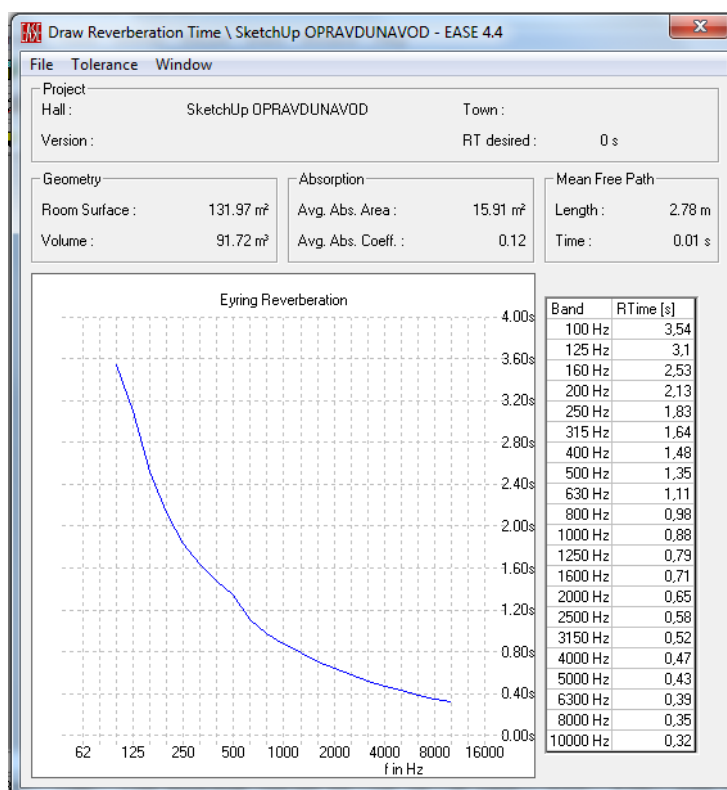 EASE Draw Reverberation Time \ SketchUp OPRAVDUNAVOD - EASE 4.4 x
File Tolerance Window
Project
Hall : SketchUp OPRAVDUNAVOD Town :
Version : RT desired : 0 s
Geometry Absorption Mean Free Path
Room Surface : 131.97 m² Avg. Abs. Area : 15.91 m² Length : 2.78 m
Volume : 91.72 m³ Avg. Abs. Coeff. : 0.12 Time : 0.01 s
Eyring Reverberation
4.00s
3.60s
3.20s
2.80s
2.40s
2.00s
1.60s
1.20s
0.80s
0.40s
0.00s
62 125 250 500 1000 2000 4000 8000 16000
f in Hz
Band RTime [s]
100 Hz 3,54
125 Hz 3,1
160 Hz 2,53
200 Hz 2,13
250 Hz 1,83
315 Hz 1,64
400 Hz 1,48
500 Hz 1,35
630 Hz 1,11
800 Hz 0,98
1000 Hz 0,88
1250 Hz 0,79
1600 Hz 0,71
2000 Hz 0,65
2500 Hz 0,58
3150 Hz 0,52
4000 Hz 0,47
5000 Hz 0,43
6300 Hz 0,39
8000 Hz 0,35
10000 Hz 0,32